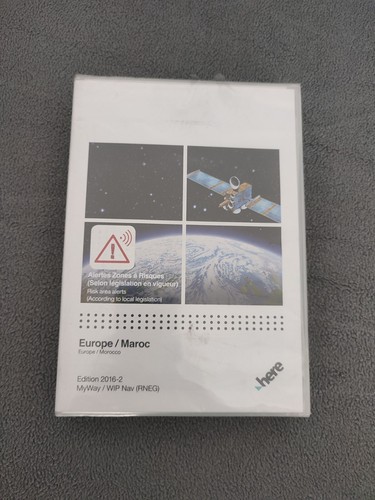 Alertes Zones à Risques
(Selon législation en vigueur)
Risk area alerts
(According to local legislation)
Europe / Maroc
Europe / Morocco
here
Edition 2016-2
MyWay / WIP Nav (RNEG)